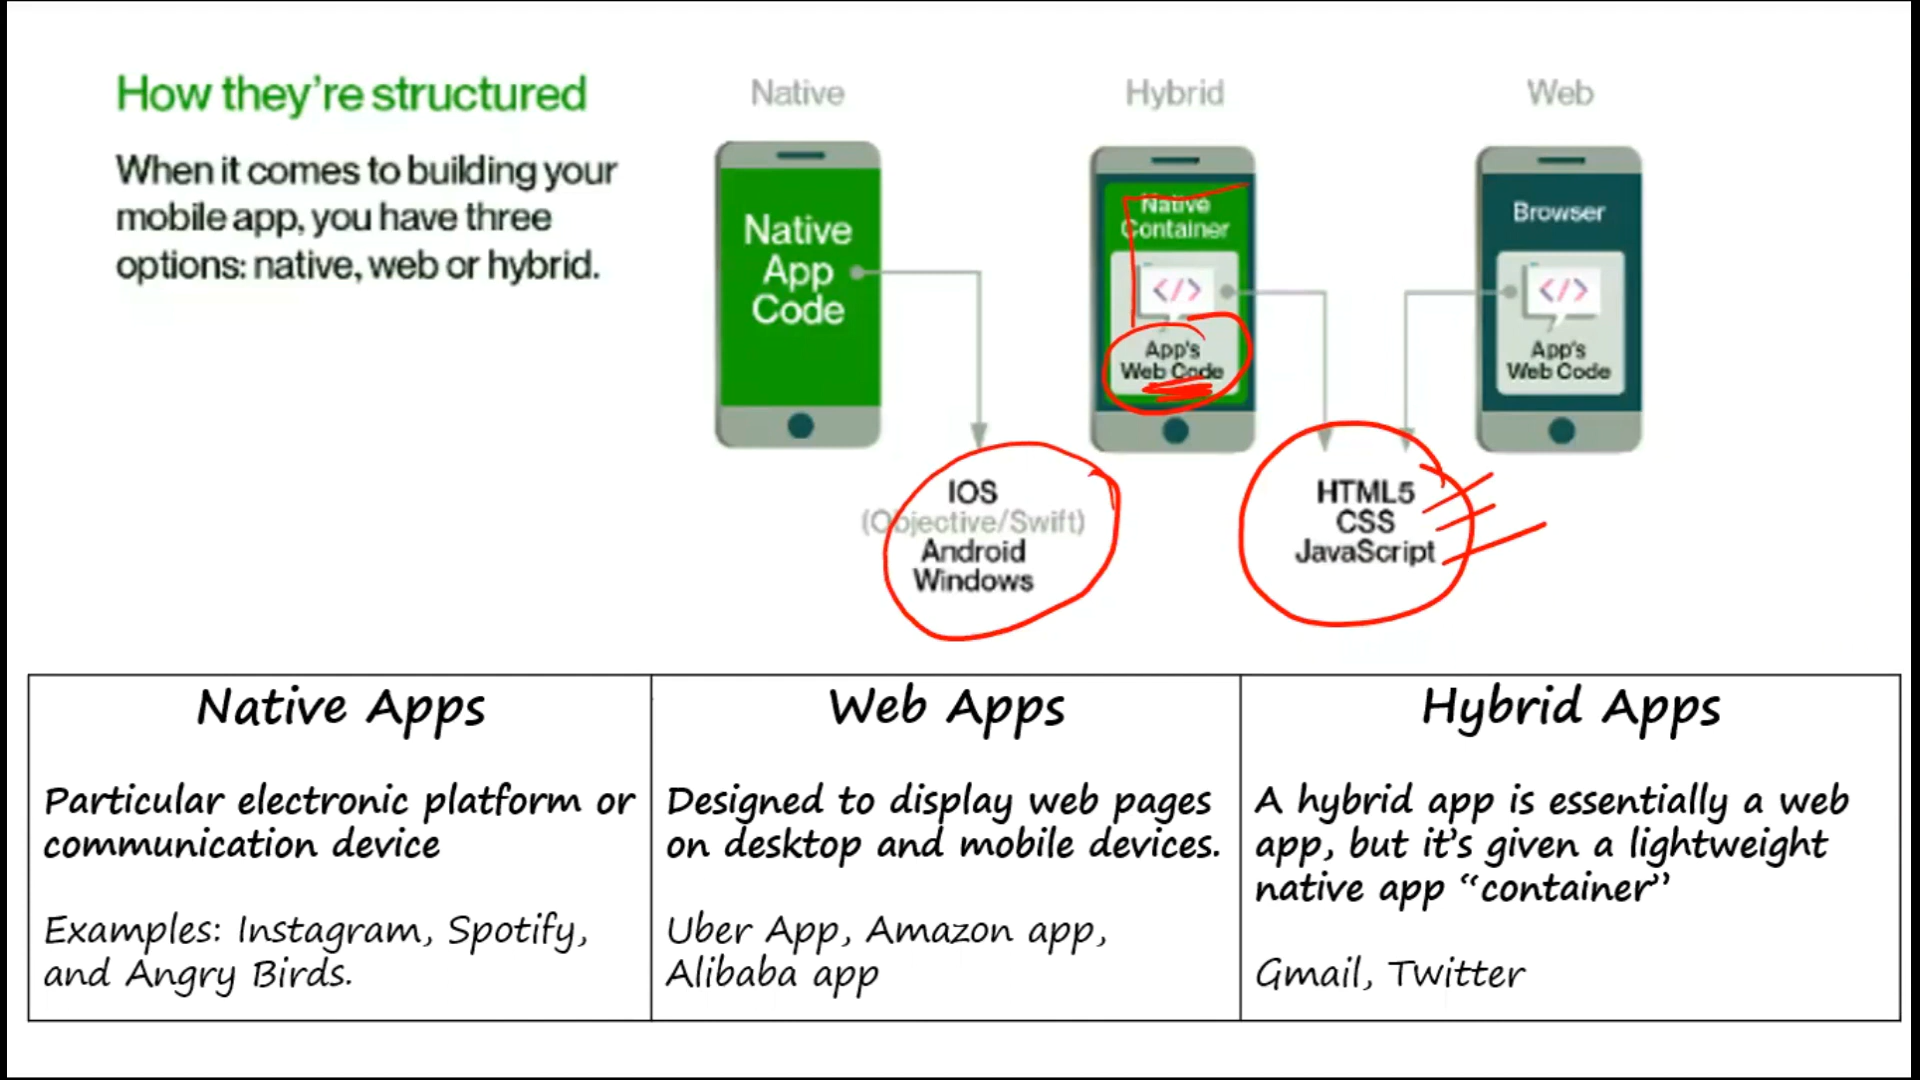 How they're structured
When it comes to building your
mobile app, you have three
options: native, web or hybrid.
Native
Native
App
Code
IOS
(Objective/Swift)
Android
Windows
Hybrid
Native
Container
</>
App's
Web Code
Web
Browser
</>
App's
Web Code
HTML5
CSS
JavaScript
Native Apps
Particular electronic platform or
communication device
Examples: Instagram, Spotify,
and Angry Birds.
Web Apps
Designed to display web pages
on desktop and mobile devices.
Uber App, Amazon app,
Alibaba app
Hybrid Apps
A hybrid app is essentially a web
app, but it's given a lightweight
native app “container”
Gmail, Twitter